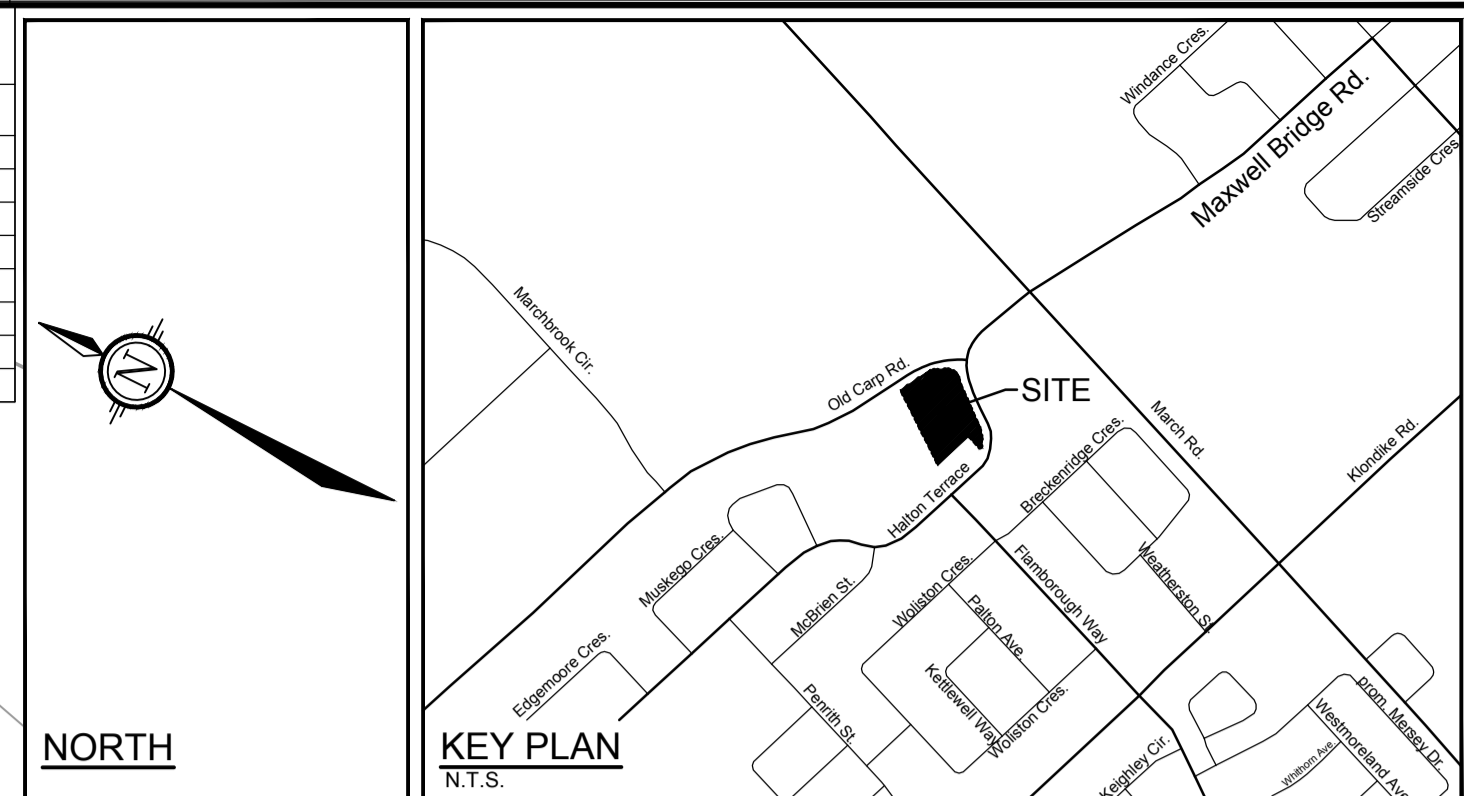 N
NORTH
KEY PLAN
N.T.S.
Windance Cres.
Maxwell Bridge Rd.
Streamside Cres.
Marchbrook Cir.
Old Carp Rd.
SITE
March Rd.
Klondike Rd.
Breckenridge Cres.
Halton Terrace
Muskego Cres.
McBrien St.
Woliston Cres.
Flamborough Way
Weatherston S
Palton Ave.
Edgemoore Cres.
Penrith St.
Kettlewell Way
Woliston Cres.
prom. Mersey Dr.
Westmoreland Av
Whithorn Ave.
Keighley Cir.